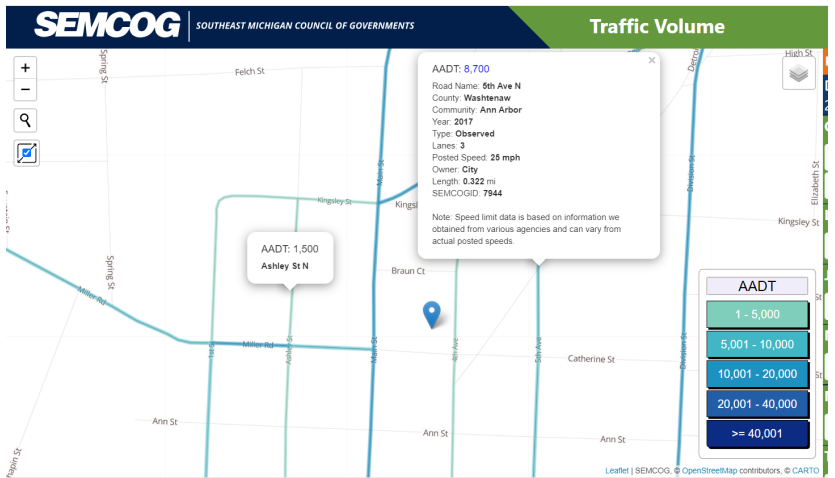 SEMCOG
SOUTHEAST MICHIGAN COUNCIL OF GOVERNMENTS
Traffic Volume
+
−
Spring St
Felch St
High St
AADT: 8,700
×
Road Name: 5th Ave N
County: Washtenaw
Community: Ann Arbor
Year: 2017
Type: Observed
Lanes: 3
Posted Speed: 25 mph
Owner: City
Length: 0.322 mi
SEMCOGID: 7944
Note: Speed limit data is based on information we
obtained from various agencies and can vary from
actual posted speeds.
Main St
Division St
Elizabeth St
Kingsley St
Kingsl
Kingsley St
AADT: 1,500
Ashley St N
Spring St
Braun Ct
Miller Rd
Miller Rd
1st St
Ashley St
Main St
4th Ave
5th Ave
Division St
Catherine St
Ann St
Ann St
Ann St
AADT
1 - 5,000
5,001 - 10,000
10,001 - 20,000
20,001 - 40,000
>= 40,001
Leaflet | SEMCOG, © OpenStreetMap contributors, © CARTO